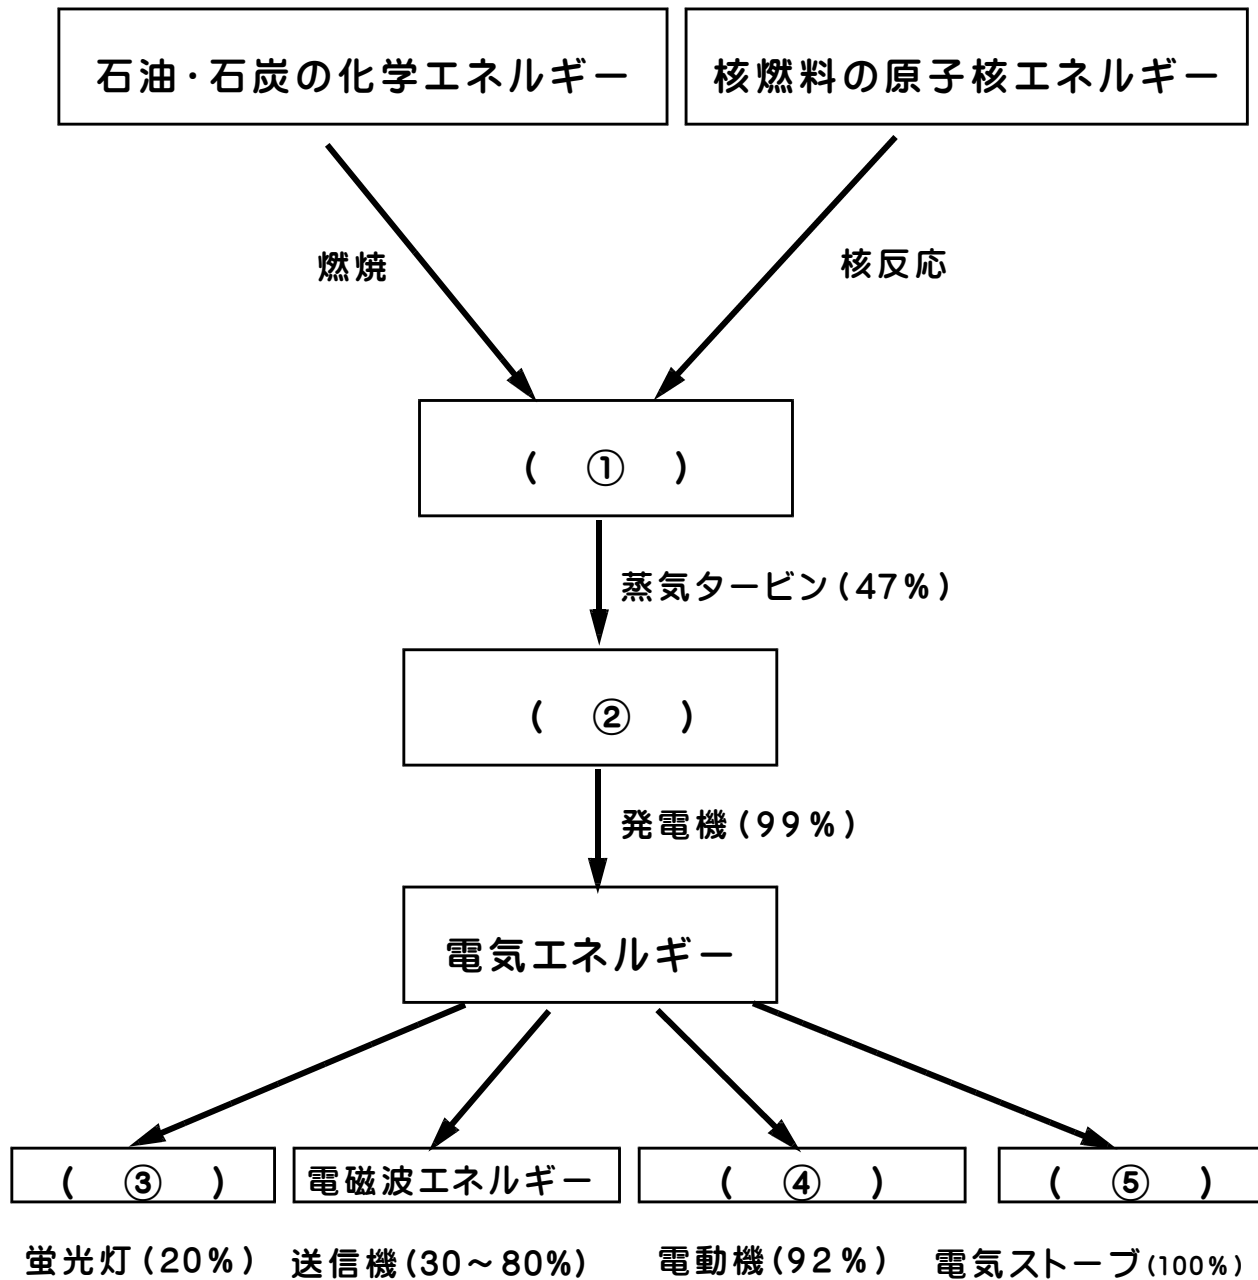 石油・石炭の化学エネルギー
核燃料の原子核エネルギー
燃焼
核反応
( ① )
蒸気タービン(47%)
( ② )
発電機(99%)
電気エネルギー
( ③ )
電磁波エネルギー
( ④ )
( ⑤ )
蛍光灯(20%)
送信機(30～80%)
電動機(92%)
電気ストーブ(100%)